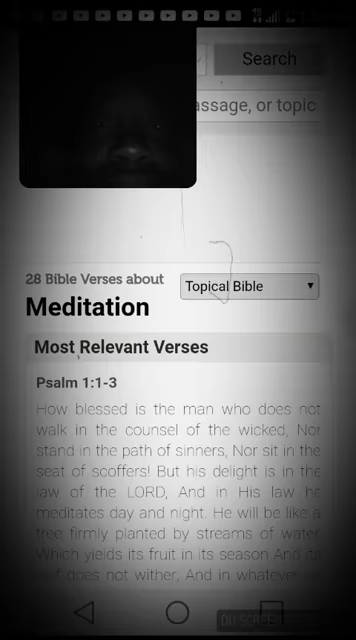 Search
assage, or topic
28 Bible Verses about
Topical Bible
Meditation
Most Relevant Verses
Psalm 1:1-3
How blessed is the man who does not
walk in the counsel of the wicked, Nor
stand in the path of sinners, Nor sit in the
seat of scoffers! But his delight is in the
law of the LORD, And in His law he
meditates day and night. He will be like a
tree firmly planted by streams of water,
Which yields its fruit in its season And its
f does not wither; And in whatever
DU SCREE